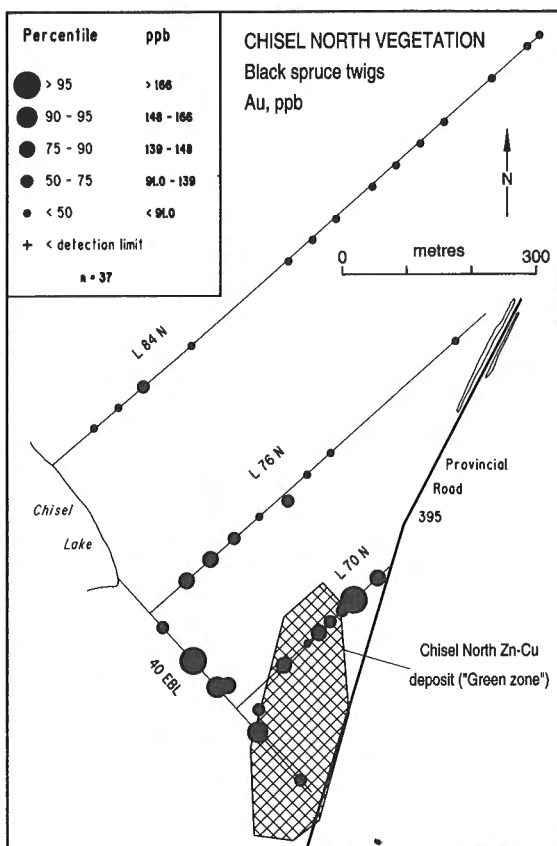 Percentile ppb
> 95 > 166
90 - 95 148 - 166
75 - 90 139 - 148
50 - 75 91.0 - 139
< 50 < 91.0
+ < detection limit
n = 37
CHISEL NORTH VEGETATION
Black spruce twigs
Au, ppb
N
0 metres 300
L 84 N
L 76 N
Provincial
Road
395
Chisel
Lake
L 70 N
40 EBL
Chisel North Zn-Cu
deposit ("Green zone")